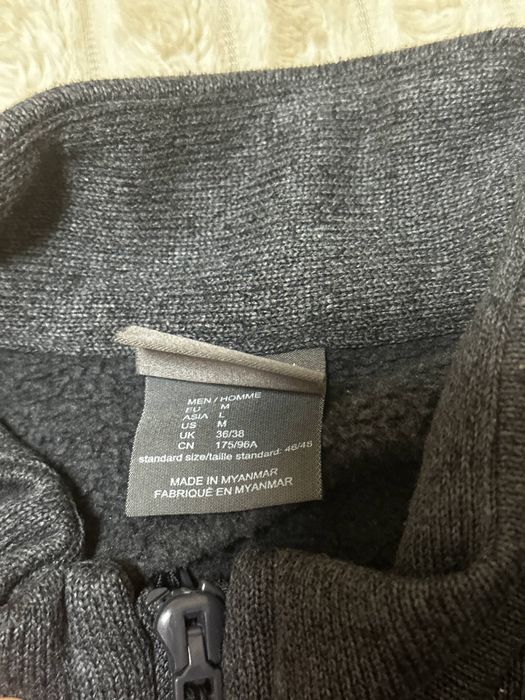 MEN / HOMME
EU M
ASIA L
US M
UK 36/38
CN 175/96A
standard size/taille standard: 46/48
MADE IN MYANMAR
FABRIQUÉ EN MYANMAR